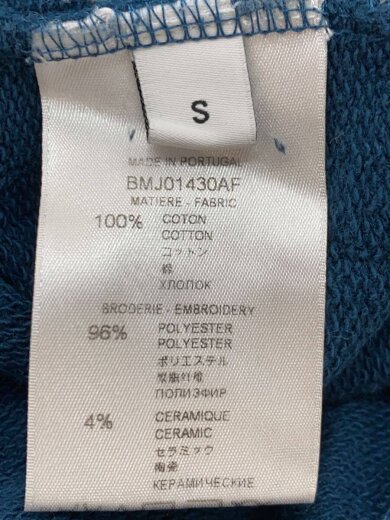 S
MADE IN PORTUGAL
BMJ01430AF
MATIERE - FABRIC
100% COTON
COTTON
コットン
棉
ХЛОПОК
BRODERIE - EMBROIDERY
96% POLYESTER
POLYESTER
ポリエステル
聚脂纤维
ПОЛИЭФИР
4% CERAMIQUE
CERAMIC
セラミック
陶瓷
КЕРАМИЧЕСКИЕ